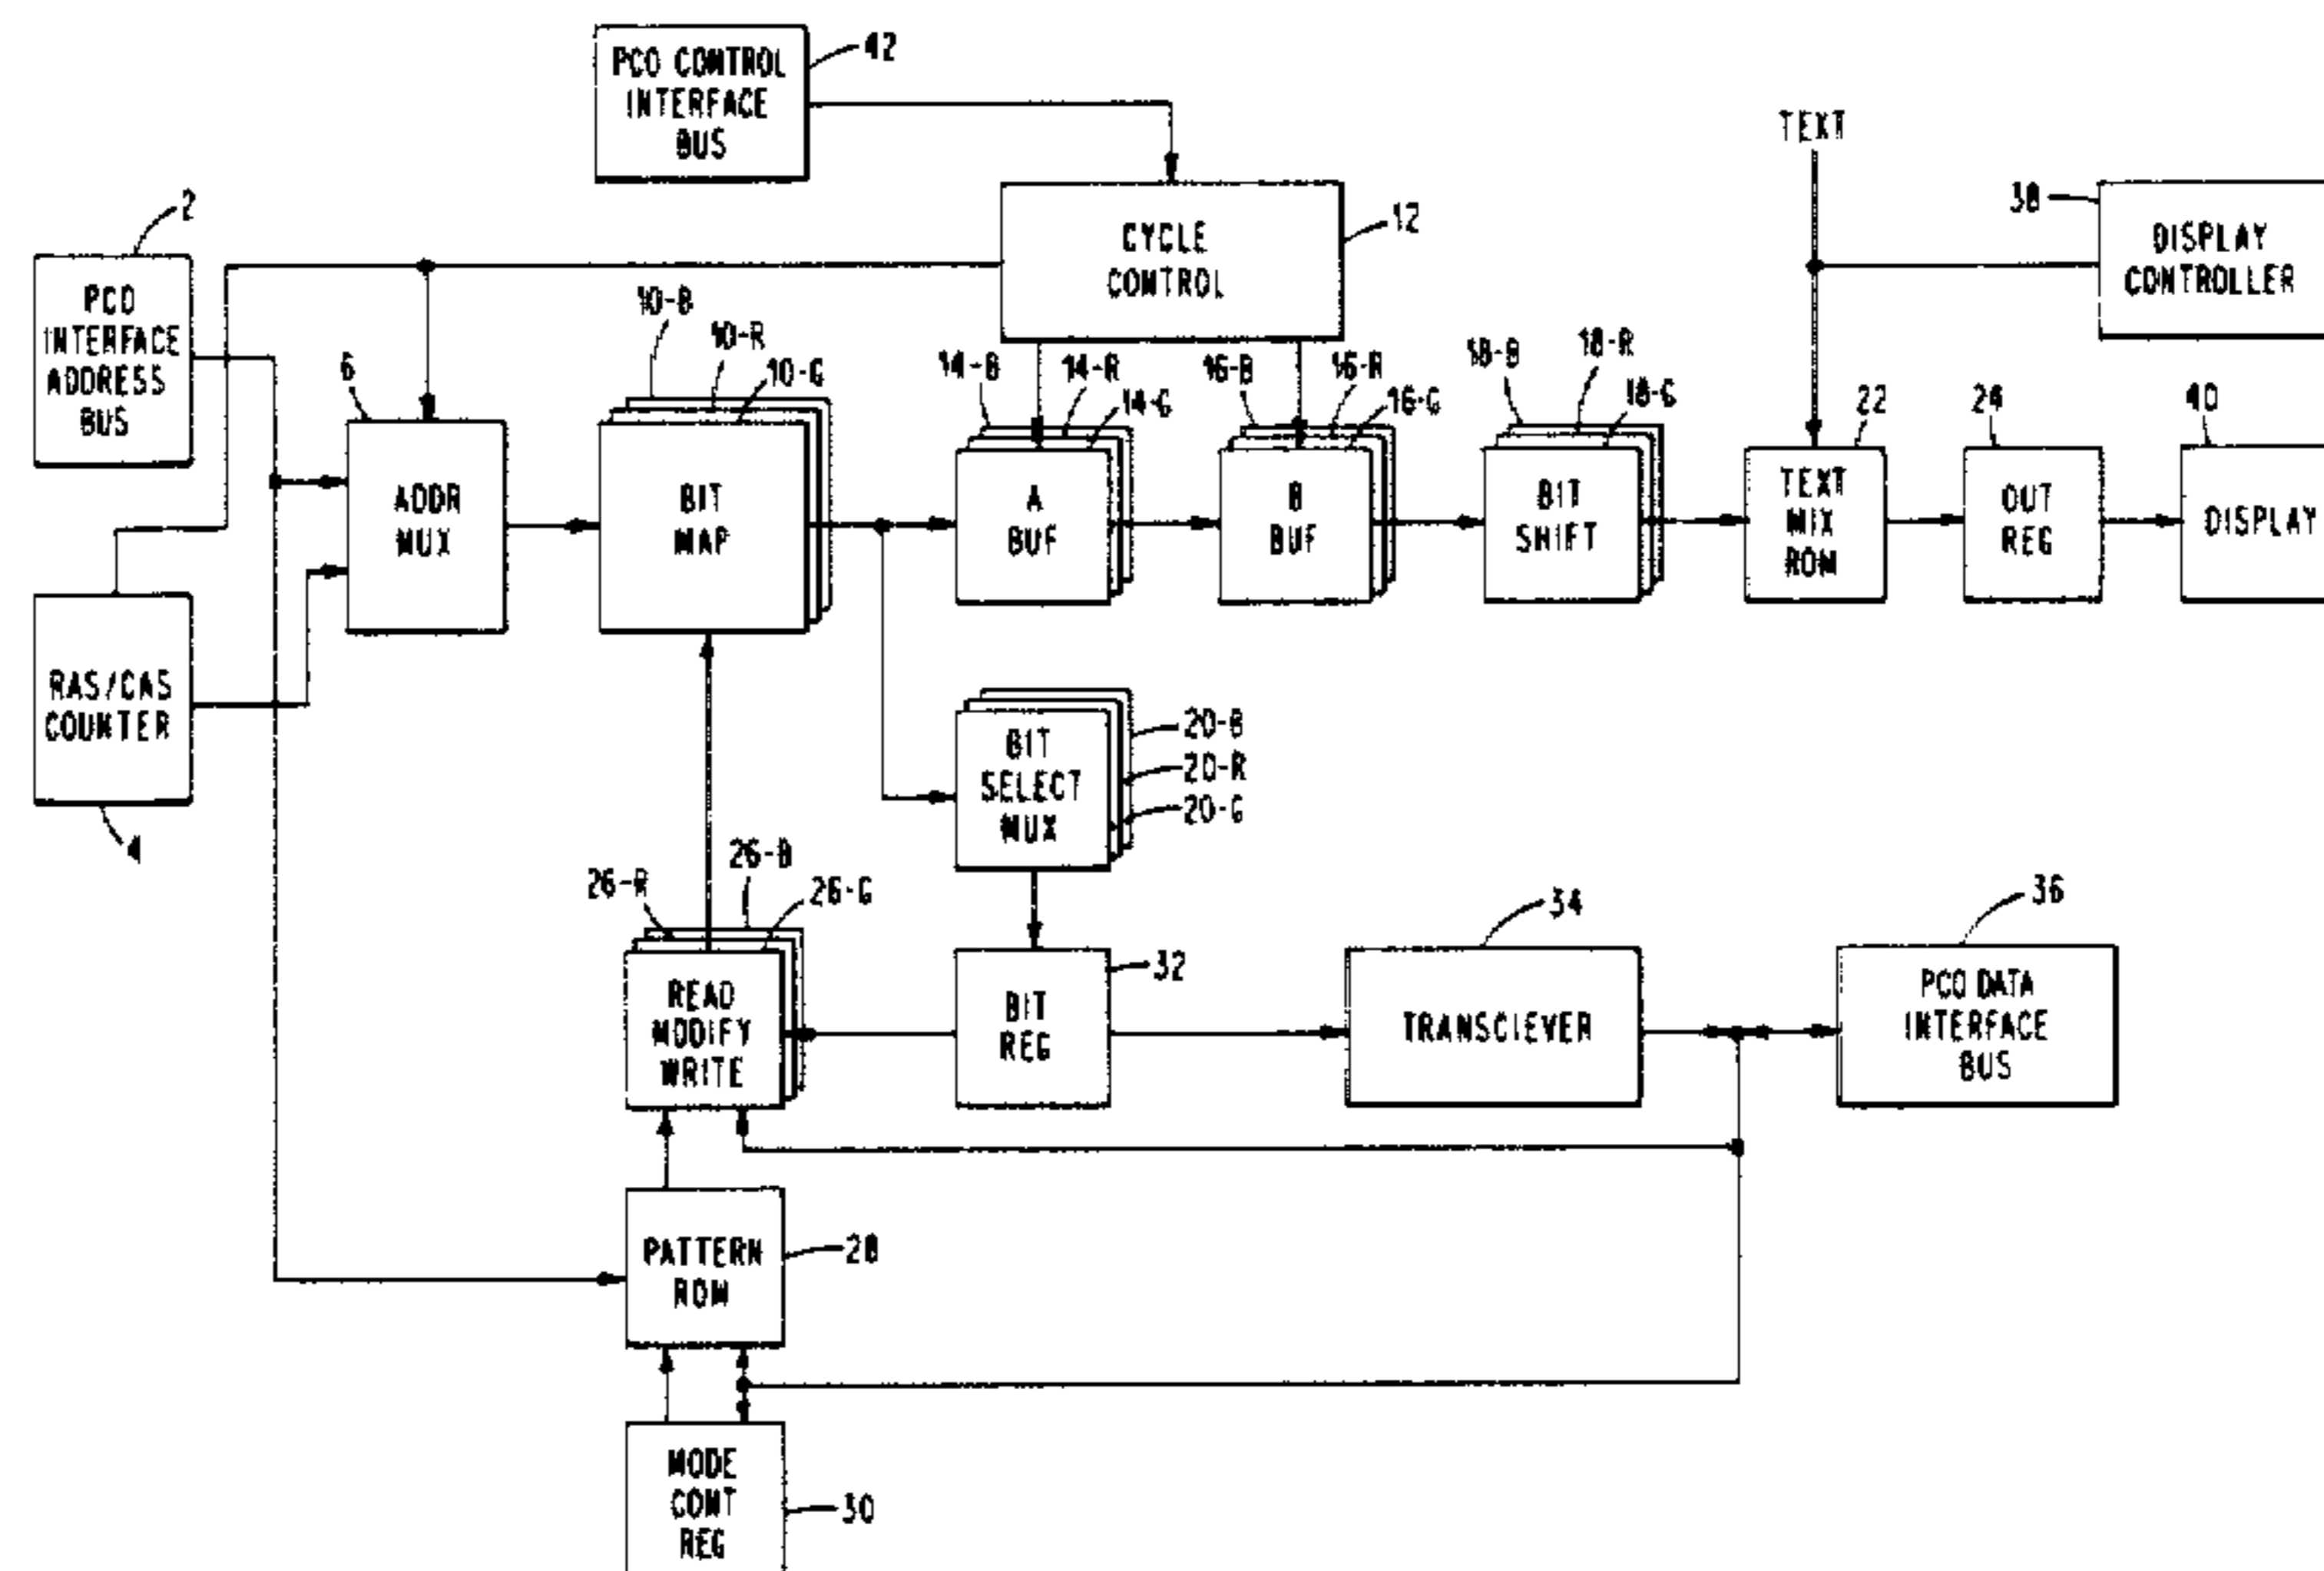 PCO CONTROL
INTERFACE
BUS
42
TEXT
2
PCO
INTERFACE
ADDRESS
BUS
CYCLE
CONTROL
12
38
DISPLAY
CONTROLLER
10-B
10-R
10-G
14-B
14-R
14-G
16-B
16-R
16-G
18-B
18-R
18-G
6
22
24
40
ADDR
MUX
BIT
MAP
A
BUF
B
BUF
BIT
SHIFT
TEXT
MIX
ROM
OUT
REG
DISPLAY
RAS/CAS
COUNTER
4
BIT
SELECT
MUX
20-B
20-R
20-G
26-R
26-B
26-G
READ
MODIFY
WRITE
BIT
REG
32
TRANSCIEVER
34
PCO DATA
INTERFACE
BUS
36
PATTERN
ROM
28
MODE
CONT
REG
30